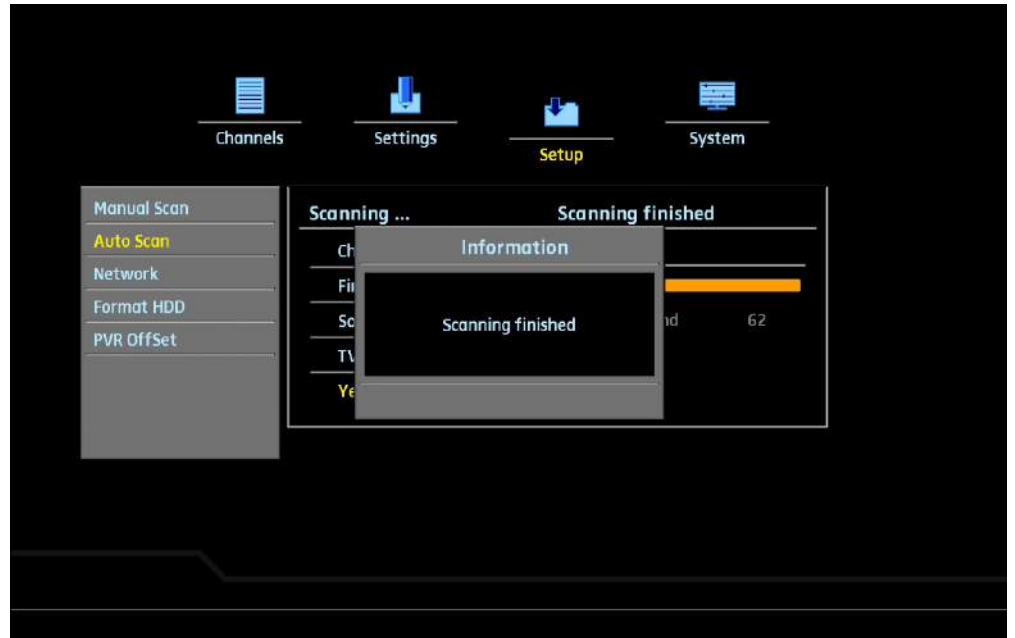 Channels Settings Setup System
Manual Scan
Auto Scan
Network
Format HDD
PVR OffSet
Scanning ... Scanning finished
Information
Scanning finished
62